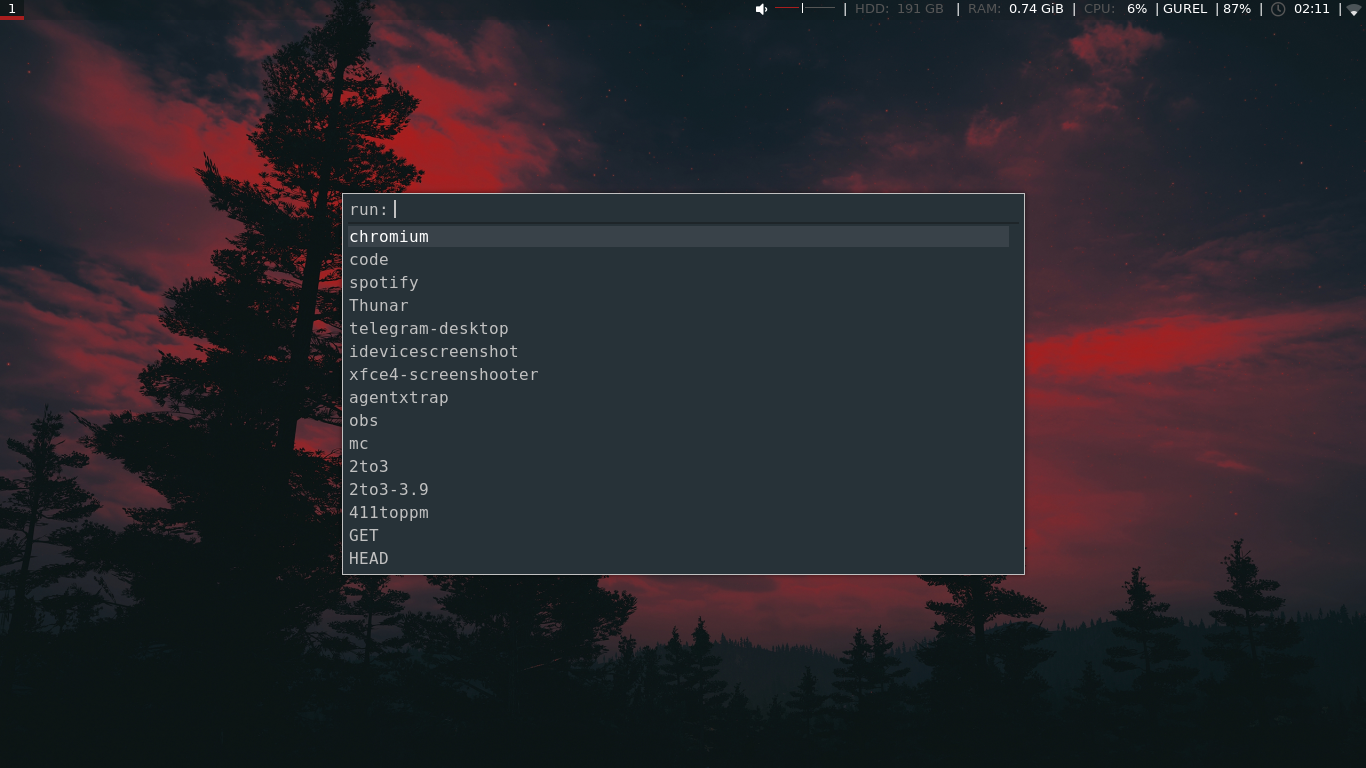 1 | HDD: 191 GB | RAM: 0.74 GiB | CPU: 6% | GUREL | 87% | 02:11 |
run:
chromium
code
spotify
Thunar
telegram-desktop
idevicescreenshot
xfce4-screenshooter
agentxtrap
obs
mc
2to3
2to3-3.9
411toppm
GET
HEAD